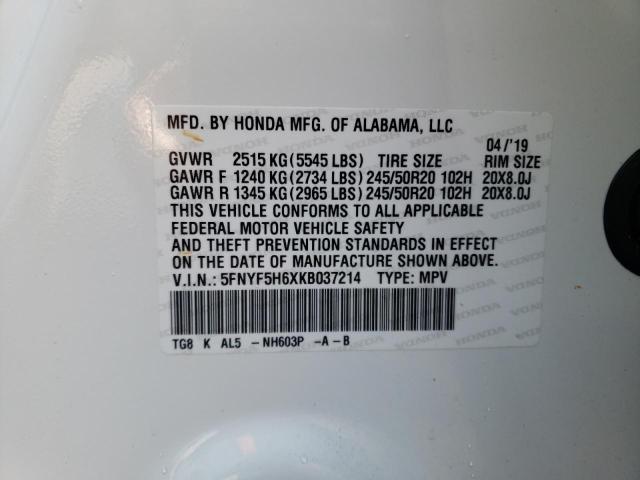 MFD. BY HONDA MFG. OF ALABAMA, LLC
04/'19
GVWR 2515 KG(5545 LBS) TIRE SIZE RIM SIZE
GAWR F 1240 KG(2734 LBS) 245/50R20 102H 20X8.0J
GAWR R 1345 KG(2965 LBS) 245/50R20 102H 20X8.0J
THIS VEHICLE CONFORMS TO ALL APPLICABLE
FEDERAL MOTOR VEHICLE SAFETY
AND THEFT PREVENTION STANDARDS IN EFFECT
ON THE DATE OF MANUFACTURE SHOWN ABOVE.
V.I.N.: 5FNYF5H6XKB037214 TYPE: MPV
TG8 K AL5 -NH603P -A-B